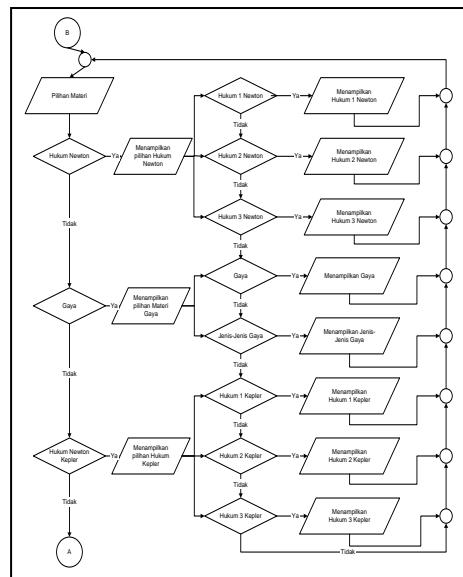 B
Pilihan Materi
Hukum Newton
Ya
Menampilkan
pilihan Hukum
Newton
Hukum 1 Newton
Ya
Menampilkan
Hukum 1 Newton
Tidak
Hukum 2 Newton
Ya
Menampilkan
Hukum 2 Newton
Tidak
Hukum 3 Newton
Ya
Menampilkan
Hukum 3 Newton
Tidak
Tidak
Gaya
Ya
Menampilkan
pilihan Materi
Gaya
Gaya
Ya
Menampilkan Gaya
Tidak
Jenis-Jenis Gaya
Ya
Menampilkan Jenis-
Jenis Gaya
Tidak
Tidak
Hukum Newton
Kepler
Ya
Menampilkan
pilihan Hukum
Kepler
Hukum 1 Kepler
Ya
Menampilkan
Hukum 1 Kepler
Tidak
Hukum 2 Kepler
Ya
Menampilkan
Hukum 2 Kepler
Tidak
Hukum 3 Kepler
Ya
Menampilkan
Hukum 3 Kepler
Tidak
Tidak
A